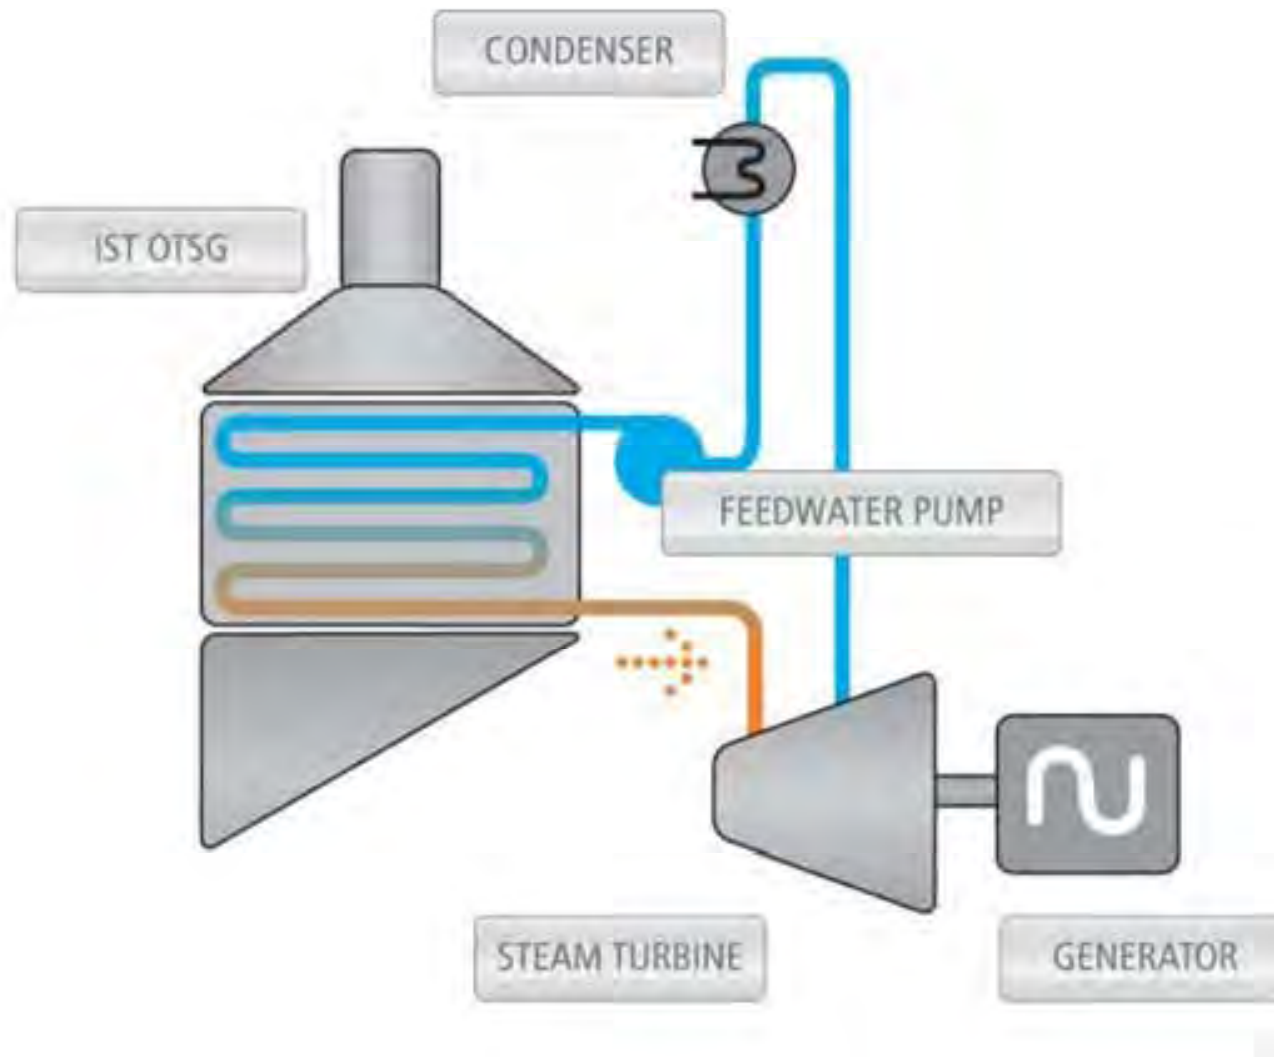 CONDENSER
IST OTSG
FEEDWATER PUMP
STEAM TURBINE
GENERATOR